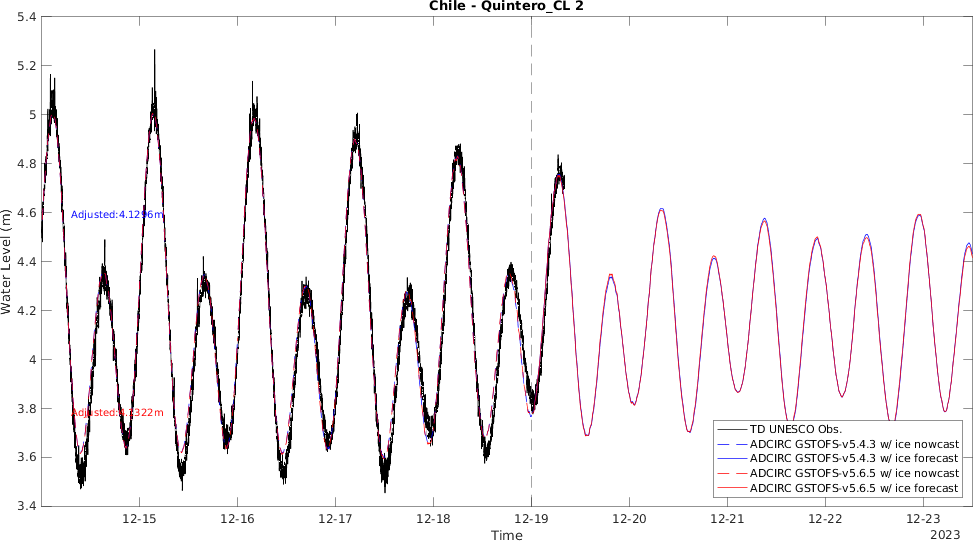 Chile - Quintero_CL 2
5.4
5.2
5
4.8
4.6
4.4
4.2
4
3.8
3.6
3.4
Water Level (m)
Adjusted:4.1296m
Adjusted:4.1322m
TD UNESCO Obs.
ADCIRC GSTOFS-v5.4.3 w/ ice nowcast
ADCIRC GSTOFS-v5.4.3 w/ ice forecast
ADCIRC GSTOFS-v5.6.5 w/ ice nowcast
ADCIRC GSTOFS-v5.6.5 w/ ice forecast
12-15 12-16 12-17 12-18 12-19 12-20 12-21 12-22 12-23
Time
2023